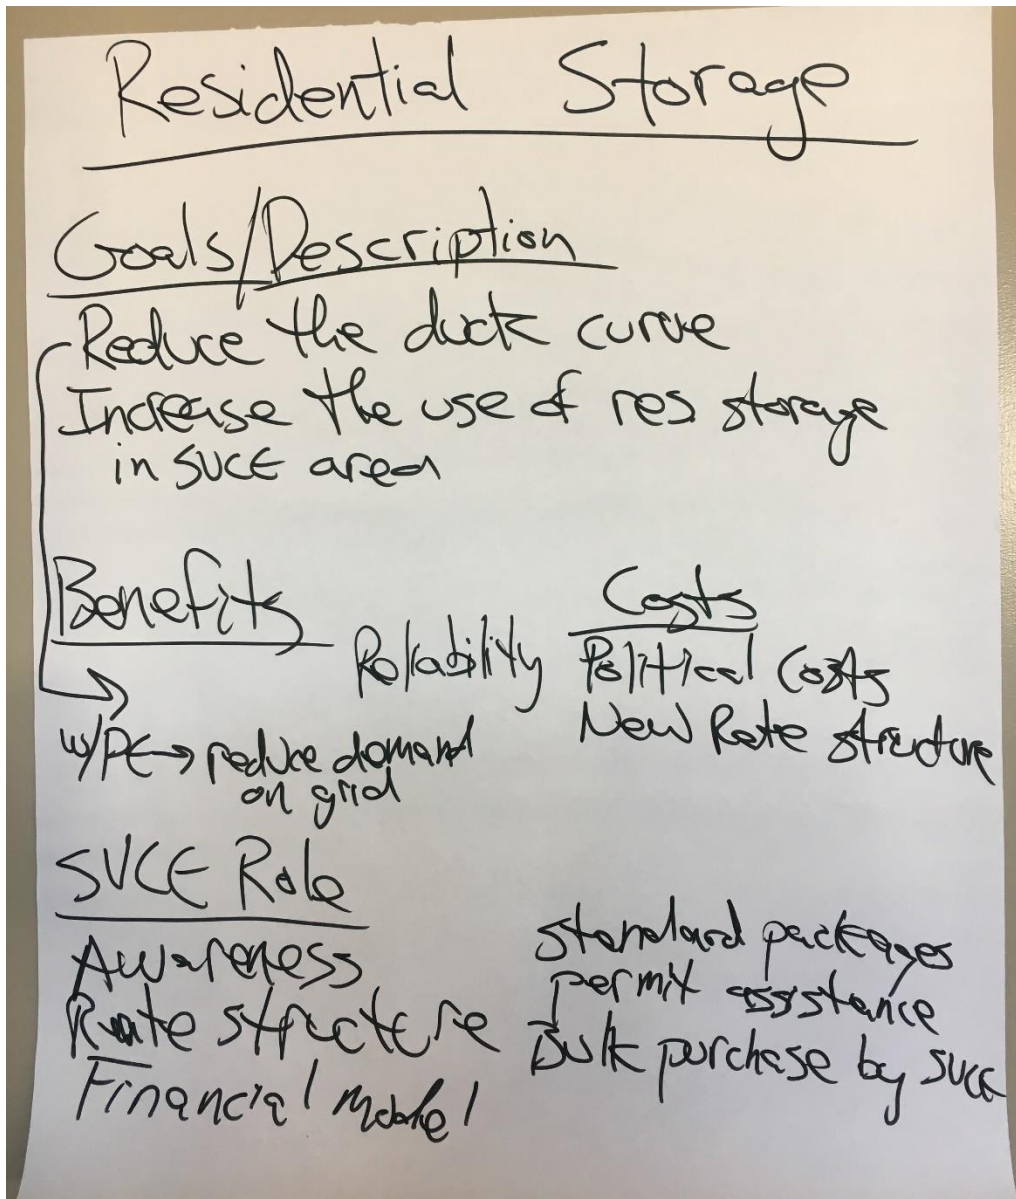 Residential Storage
Goals/Description
Reduce the duck curve
Increase the use of res storage
in SVCE area
Benefits
Reliability
w/PE → reduce demand
on grid
Costs
Political Costs
New Rate structure
SVCE Role
Awareness
Rate structure
Financial model
standard packages
permit assistance
Bulk purchase by SVCE